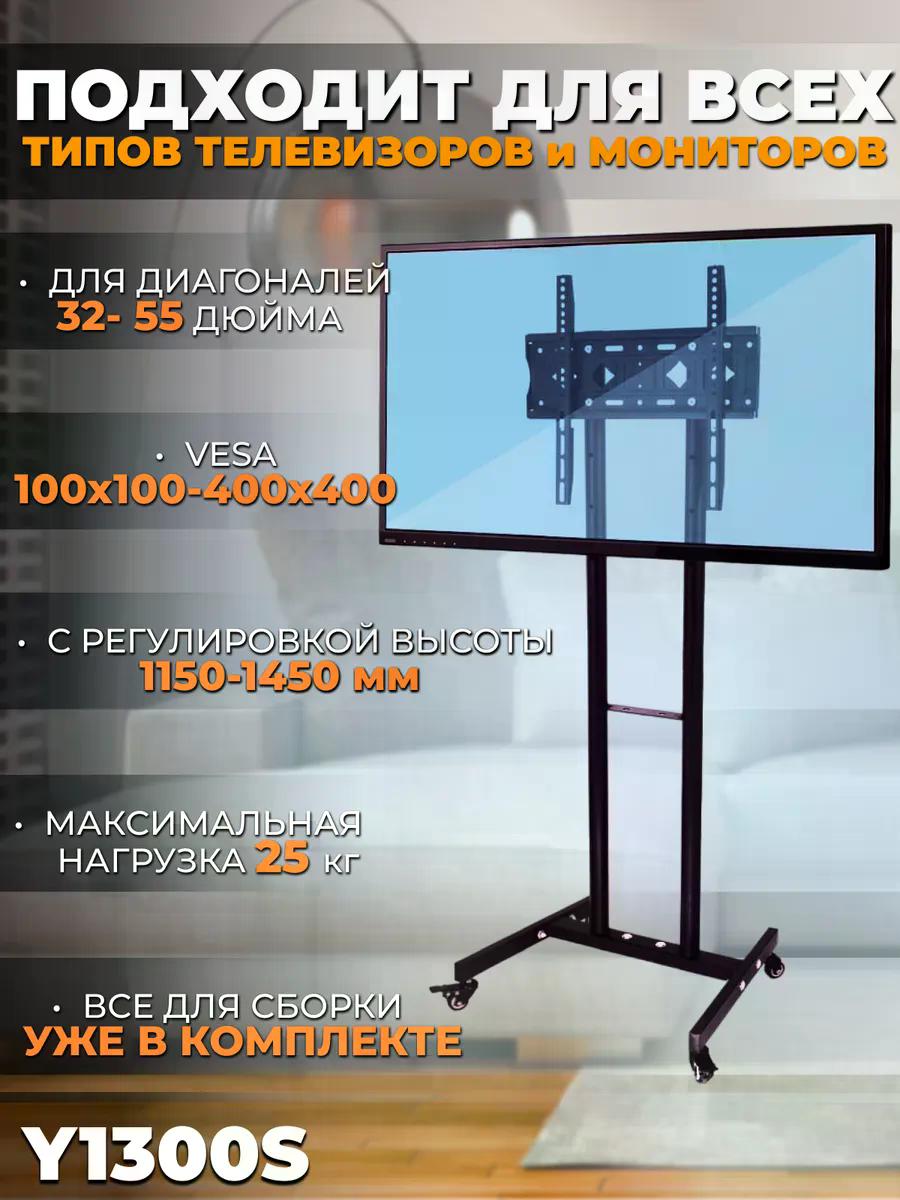 ПОДХОДИТ ДЛЯ ВСЕХ
ТИПОВ ТЕЛЕВИЗОРОВ и МОНИТОРОВ
• ДЛЯ ДИАГОНАЛЕЙ
32- 55 ДЮЙМА
• VESA
100x100-400x400
• С РЕГУЛИРОВКОЙ ВЫСОТЫ
1150-1450 мм
• МАКСИМАЛЬНАЯ
НАГРУЗКА 25 кг
• ВСЕ ДЛЯ СБОРКИ
УЖЕ В КОМПЛЕКТЕ
Y1300S